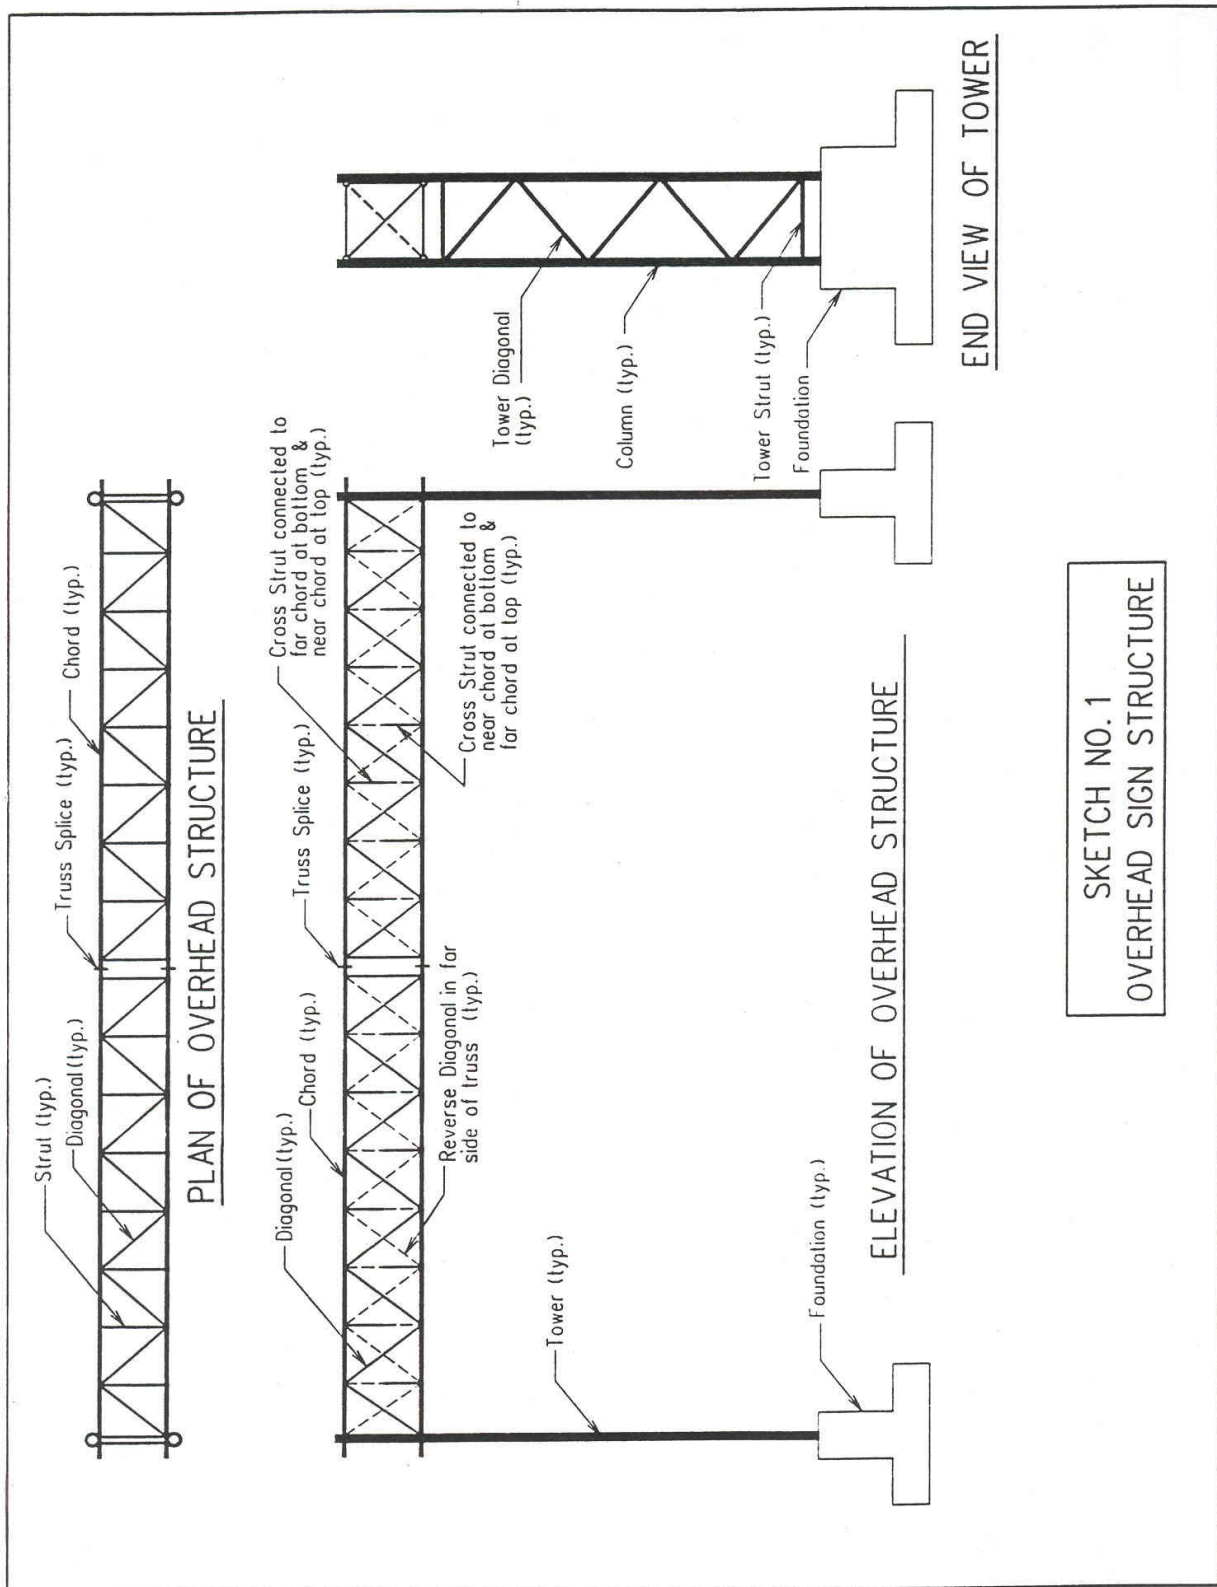 Strut (typ.)
Diagonal (typ.)
Truss Splice (typ.)
Chord (typ.)
PLAN OF OVERHEAD STRUCTURE
Diagonal (typ.)
Chord (typ.)
Truss Splice (typ.)
Cross Strut connected to
far chord at bottom &
near chord at top (typ.)
Reverse Diagonal in far
side of truss (typ.)
Cross Strut connected to
near chord at bottom &
far chord at top (typ.)
Tower (typ.)
Foundation (typ.)
ELEVATION OF OVERHEAD STRUCTURE
Tower Diagonal
(typ.)
Column (typ.)
Tower Strut (typ.)
Foundation
END VIEW OF TOWER
SKETCH NO. 1
OVERHEAD SIGN STRUCTURE